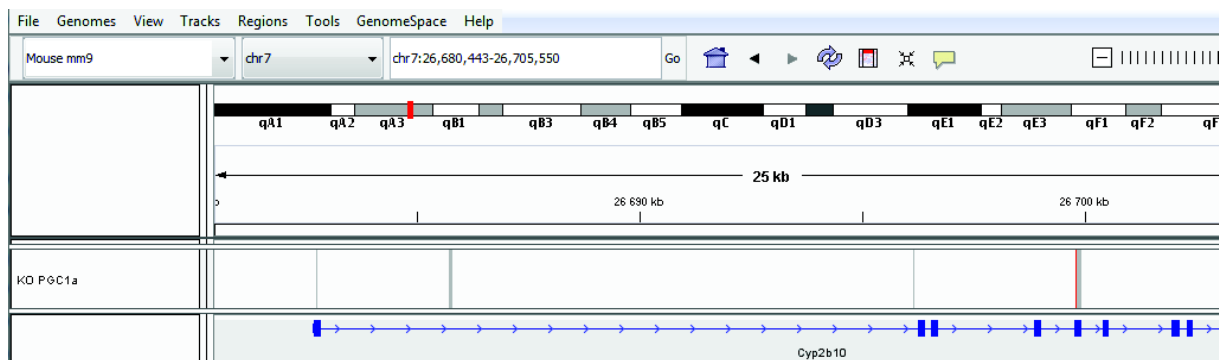 File Genomes View Tracks Regions Tools GenomeSpace Help
Mouse mm9 chr7 chr7:26,680,443-26,705,550 Go
qA1 qA2 qA3 qB1 qB3 qB4 qB5 qC qD1 qD3 qE1 qE2 qE3 qF1 qF2
25 kb
26 690 kb 26 700 kb
KO PGC1a
Cyp2b10